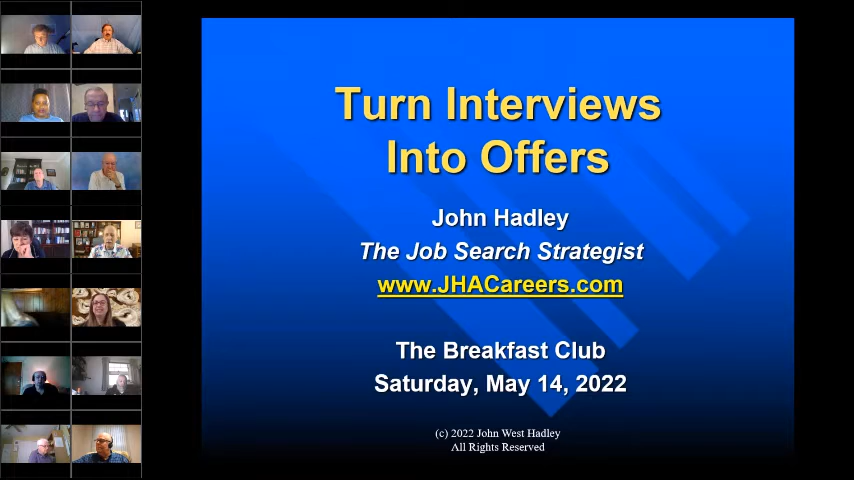 Turn Interviews
Into Offers
John Hadley
The Job Search Strategist
www.JHACareers.com
The Breakfast Club
Saturday, May 14, 2022
(c) 2022 John West Hadley
All Rights Reserved